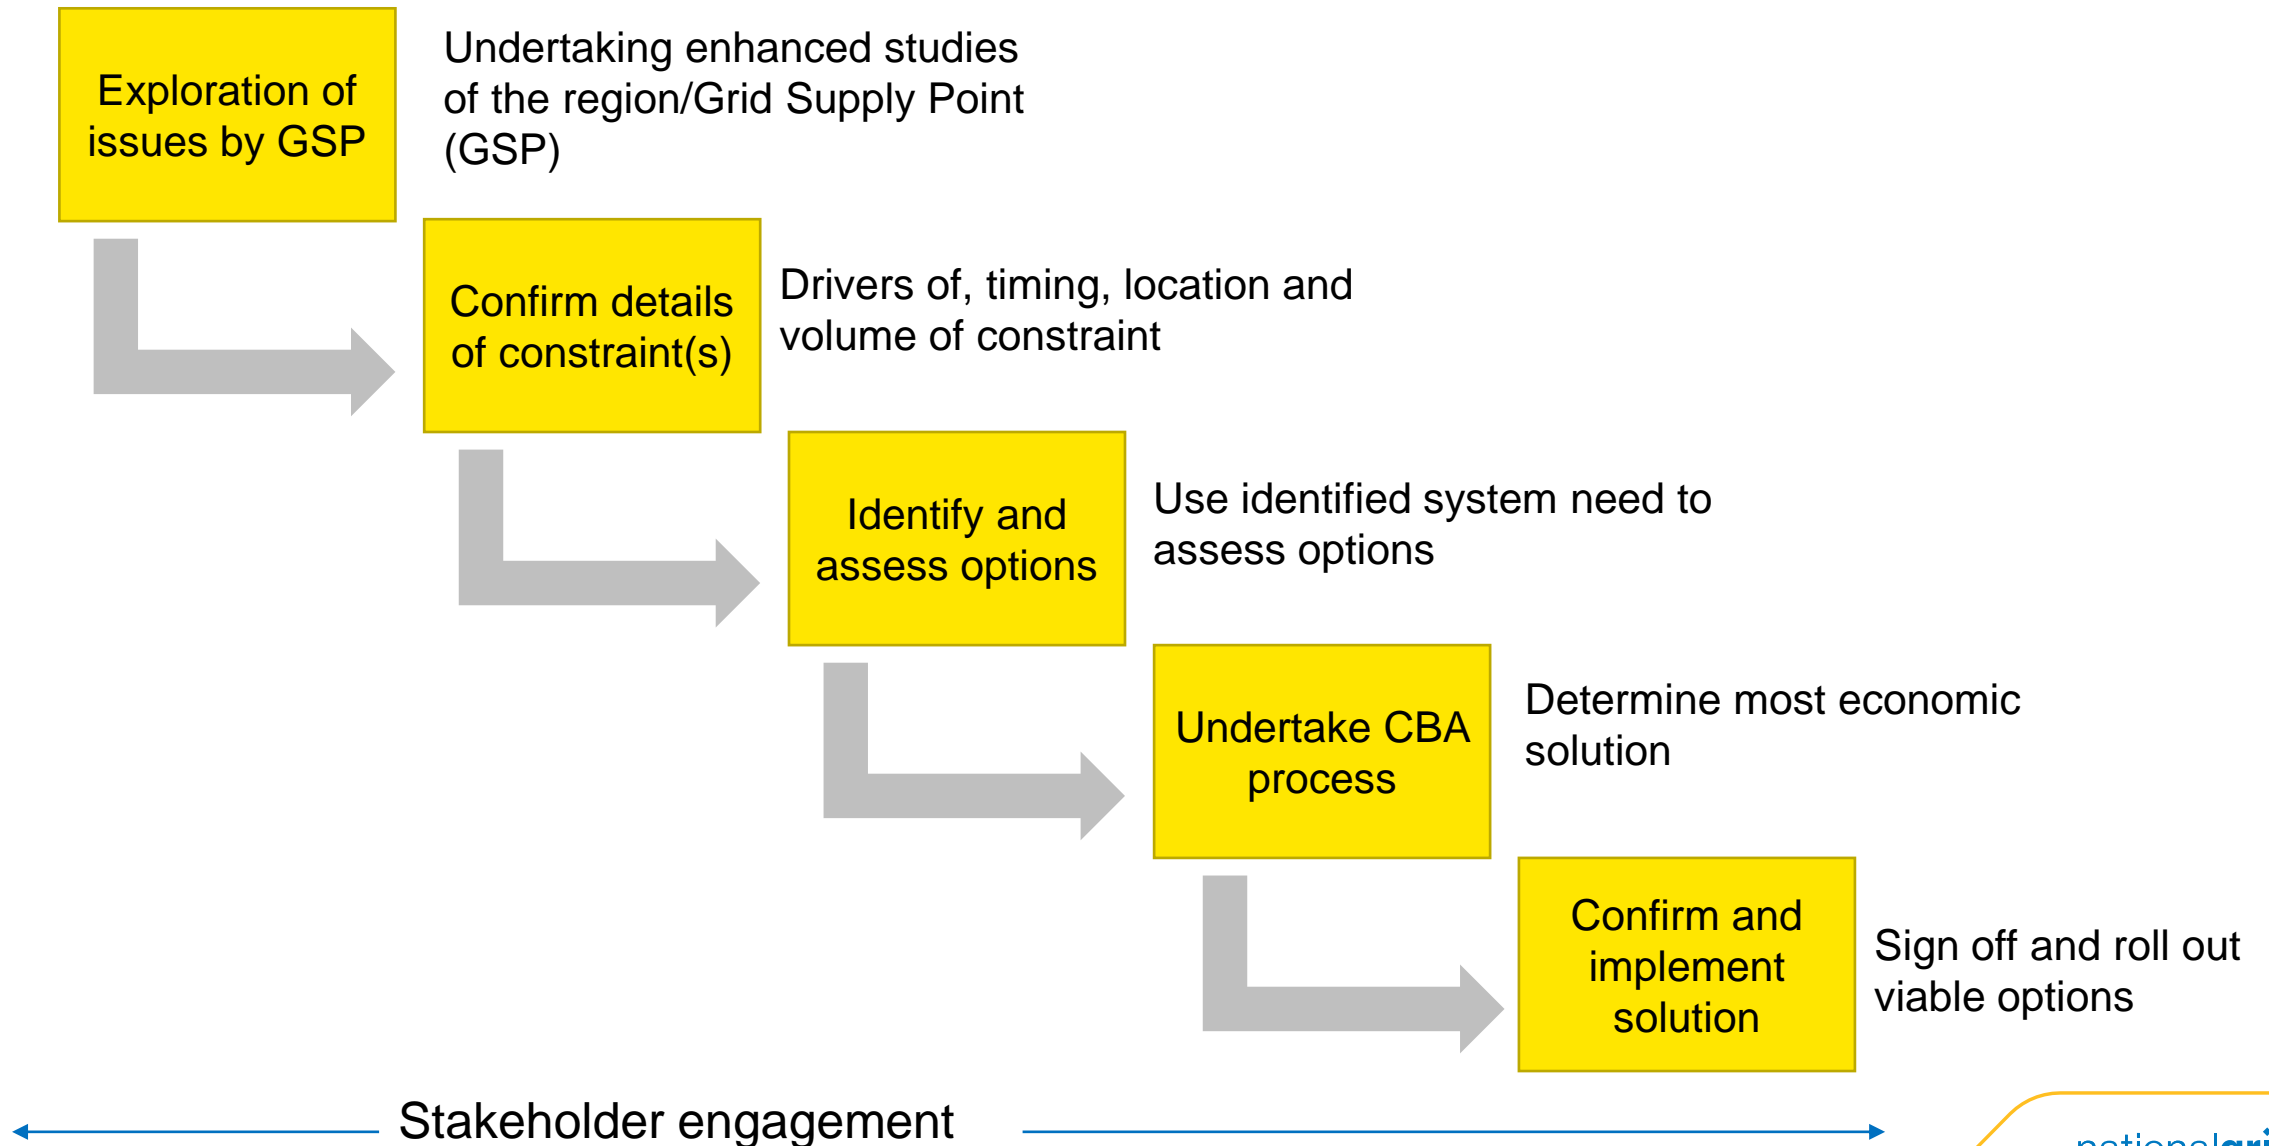 Exploration of
issues by GSP
Undertaking enhanced studies
of the region/Grid Supply Point
(GSP)
Confirm details
of constraint(s)
Drivers of, timing, location and
volume of constraint
Identify and
assess options
Use identified system need to
assess options
Undertake CBA
process
Determine most economic
solution
Confirm and
implement
solution
Sign off and roll out
viable options
Stakeholder engagement